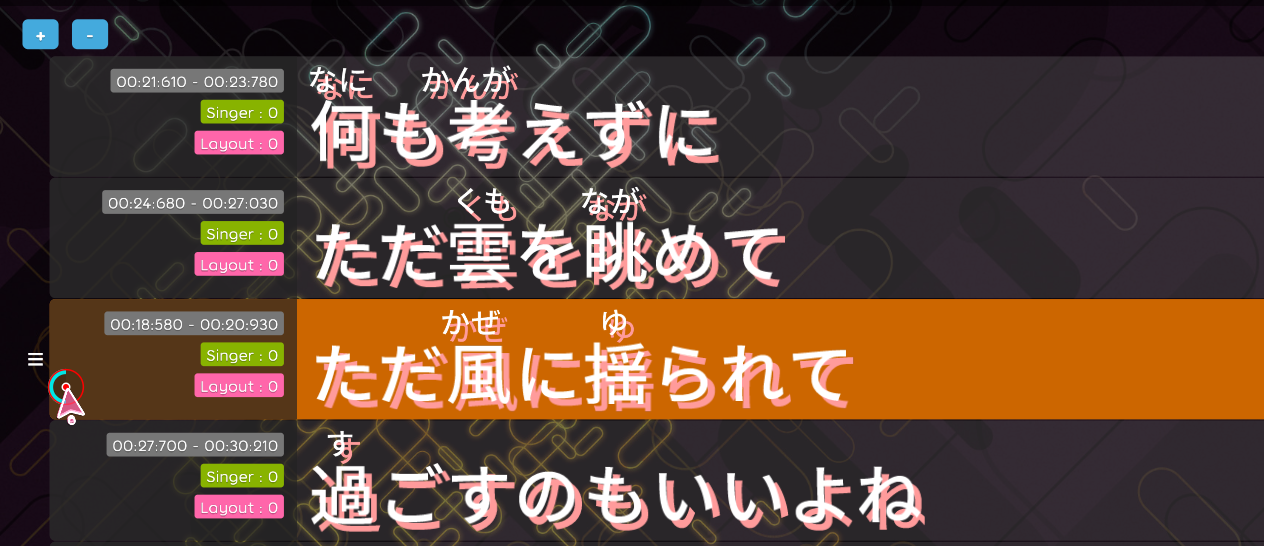 + -
00:21:610 - 00:23:780
Singer : 0
Layout : 0
なに かんが
何も考えずに
00:24:680 - 00:27:030
Singer : 0
Layout : 0
くも なが
ただ雲を眺めて
00:18:580 - 00:20:930
Singer : 0
Layout : 0
かぜ ゆ
ただ風に揺られて
00:27:700 - 00:30:210
Singer : 0
Layout : 0
す
過ごすのもいいよね